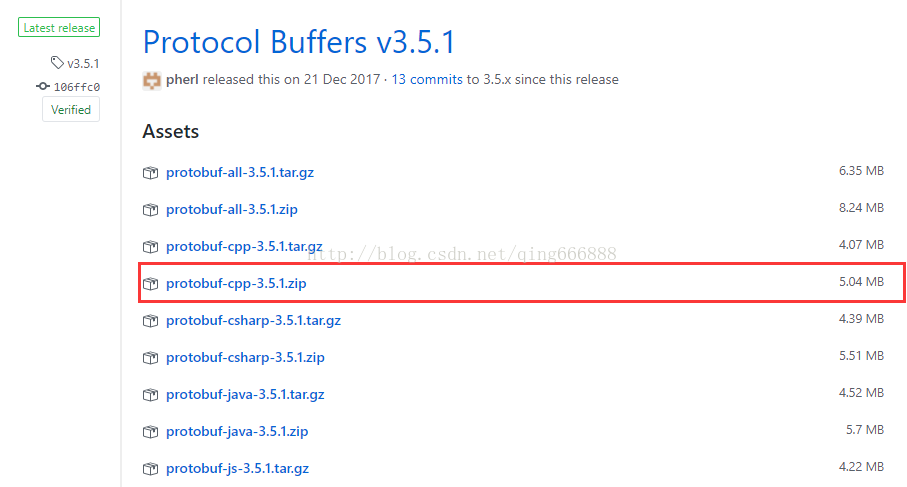 Latest release
v3.5.1
106ffc0
Verified
Protocol Buffers v3.5.1
pherl released this on 21 Dec 2017 · 13 commits to 3.5.x since this release
Assets
protobuf-all-3.5.1.tar.gz 6.35 MB
protobuf-all-3.5.1.zip 8.24 MB
protobuf-cpp-3.5.1.tar.gz 4.07 MB
http://blog.csdn.net/qing666888
protobuf-cpp-3.5.1.zip 5.04 MB
protobuf-csharp-3.5.1.tar.gz 4.39 MB
protobuf-csharp-3.5.1.zip 5.51 MB
protobuf-java-3.5.1.tar.gz 4.52 MB
protobuf-java-3.5.1.zip 5.7 MB
protobuf-js-3.5.1.tar.gz 4.22 MB